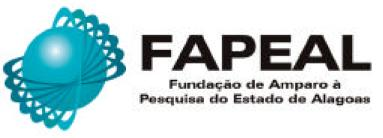 FAPEAL
Fundação de Amparo à
Pesquisa do Estado de Alagoas